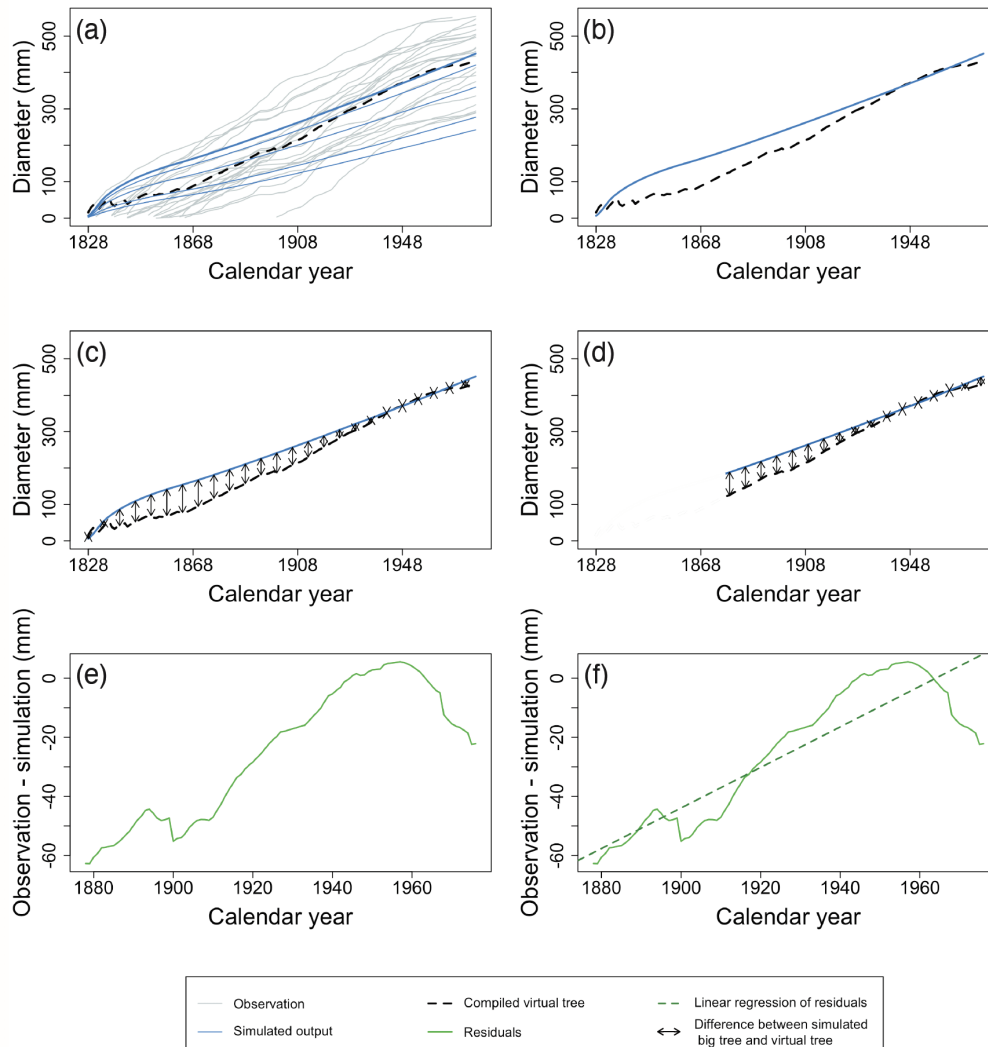 (a)
Diameter (mm)
500
300
100
0
1828 1868 1908 1948
Calendar year
(b)
Diameter (mm)
500
300
100
0
1828 1868 1908 1948
Calendar year
(c)
Diameter (mm)
500
300
100
0
1828 1868 1908 1948
Calendar year
(d)
Diameter (mm)
500
300
100
0
1828 1868 1908 1948
Calendar year
(e)
Observation - simulation (mm)
0
-20
-40
-60
1880 1900 1920 1940 1960
Calendar year
(f)
Observation - simulation (mm)
0
-20
-40
-60
1880 1900 1920 1940 1960
Calendar year
Observation
Simulated output
Compiled virtual tree
Residuals
Linear regression of residuals
Difference between simulated
big tree and virtual tree